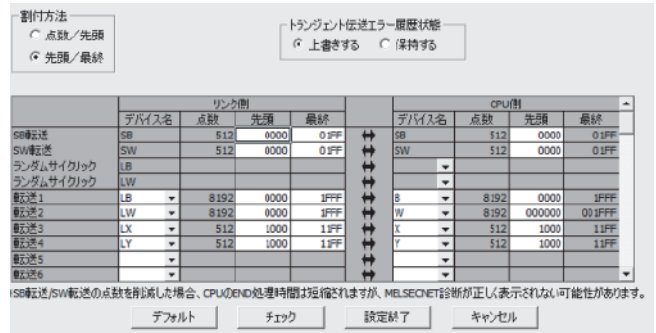 割付方法
点数/先頭
先頭/最終
トランジェント伝送エラー履歴状態
上書きする 保持する
リンク側 CPU側
デバイス名 点数 先頭 最終 デバイス名 点数 先頭 最終
SB転送 SB 512 0000 01FF SB 512 0000 01FF
SW転送 SW 512 0000 01FF SW 512 0000 01FF
ランダムサイクリック LB
ランダムサイクリック LW
転送1 LB 8192 0000 1FFF B 8192 0000 1FFF
転送2 LW 8192 0000 1FFF W 8192 000000 001FFF
転送3 LX 512 1000 11FF X 512 1000 11FF
転送4 LY 512 1000 11FF Y 512 1000 11FF
転送5
転送6
SB転送/SW転送の点数を削減した場合、CPUのEND処理時間は短縮されますが、MELSECNET診断が正しく表示されない可能性があります。
デフォルト チェック 設定終了 キャンセル